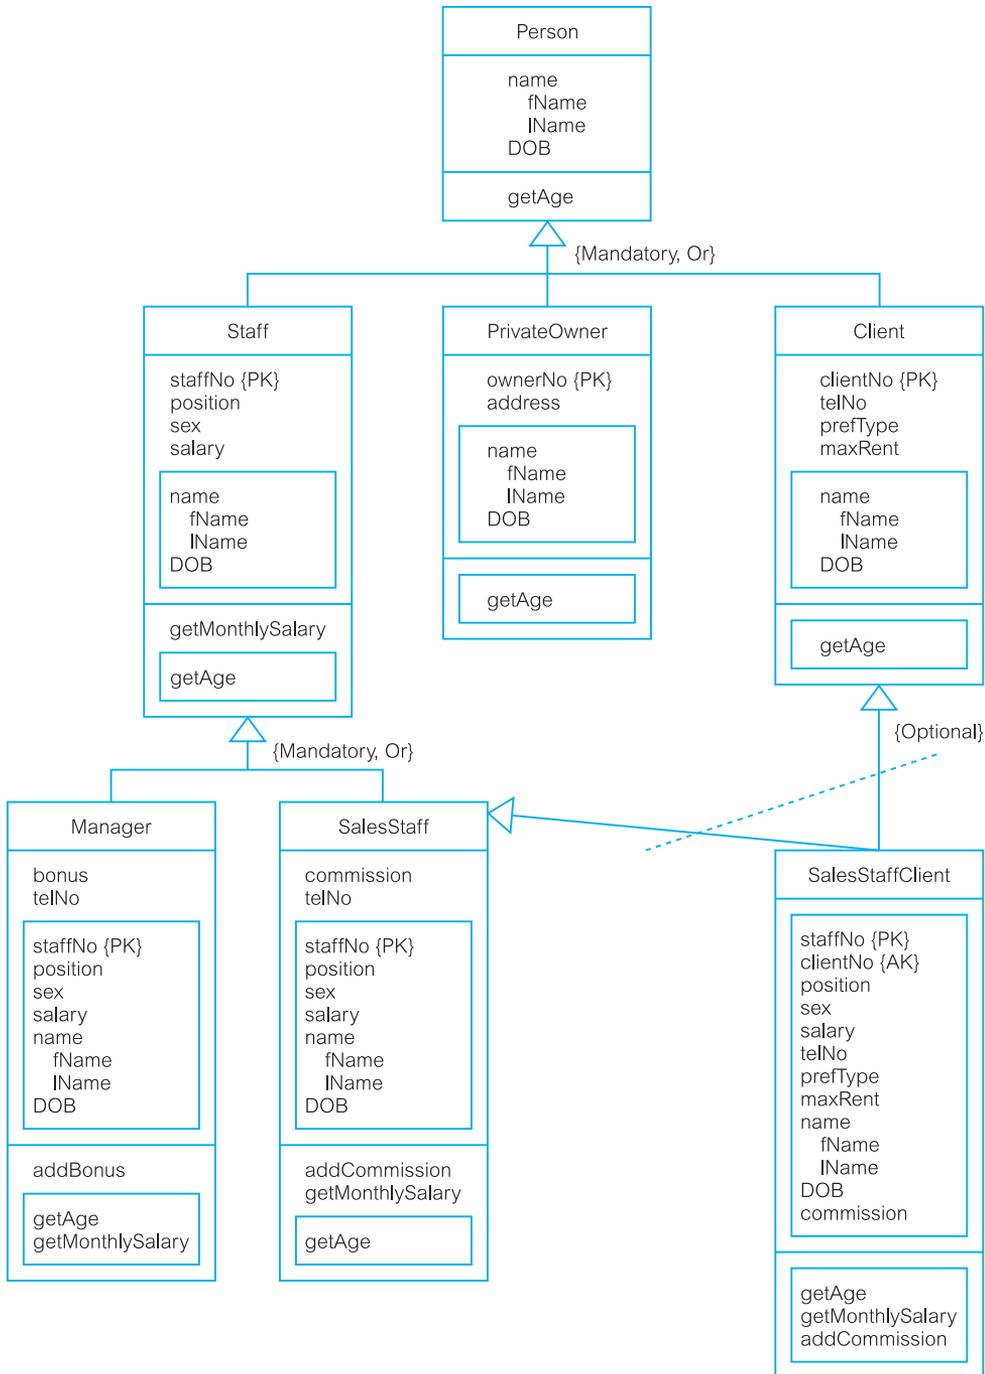 Person
name
fName
lName
DOB
getAge
{Mandatory, Or}
Staff
staffNo {PK}
position
sex
salary
name
fName
lName
DOB
getMonthlySalary
getAge
PrivateOwner
ownerNo {PK}
address
name
fName
lName
DOB
getAge
Client
clientNo {PK}
telNo
prefType
maxRent
name
fName
lName
DOB
getAge
{Mandatory, Or}
{Optional}
Manager
bonus
telNo
staffNo {PK}
position
sex
salary
name
fName
lName
DOB
addBonus
getAge
getMonthlySalary
SalesStaff
commission
telNo
staffNo {PK}
position
sex
salary
name
fName
lName
DOB
addCommission
getMonthlySalary
getAge
SalesStaffClient
staffNo {PK}
clientNo {AK}
position
sex
salary
telNo
prefType
maxRent
name
fName
lName
DOB
commission
getAge
getMonthlySalary
addCommission